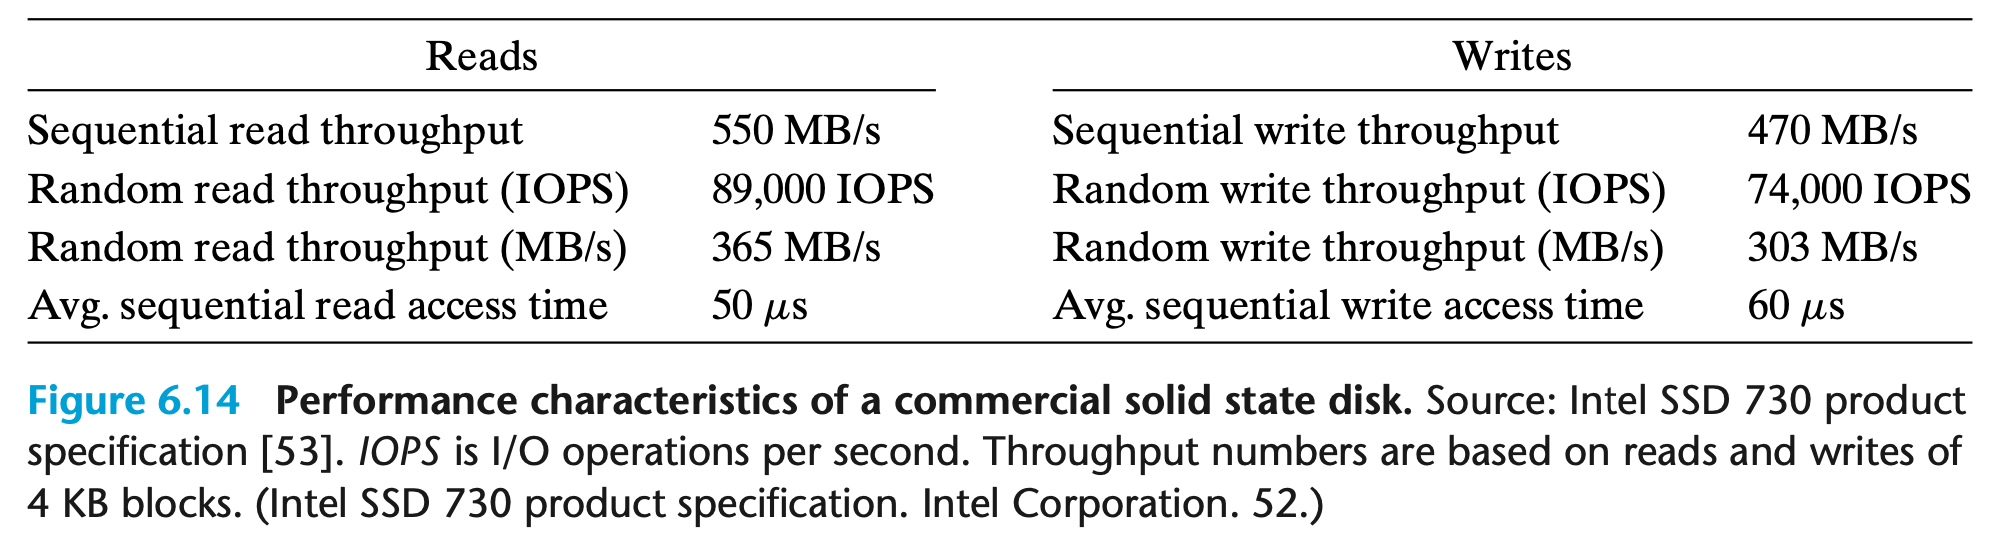 Reads Writes
Sequential read throughput 550 MB/s Sequential write throughput 470 MB/s
Random read throughput (IOPS) 89,000 IOPS Random write throughput (IOPS) 74,000 IOPS
Random read throughput (MB/s) 365 MB/s Random write throughput (MB/s) 303 MB/s
Avg. sequential read access time 50 μs Avg. sequential write access time 60 μs
Figure 6.14 Performance characteristics of a commercial solid state disk. Source: Intel SSD 730 product
specification [53]. IOPS is I/O operations per second. Throughput numbers are based on reads and writes of
4 KB blocks. (Intel SSD 730 product specification. Intel Corporation. 52.)